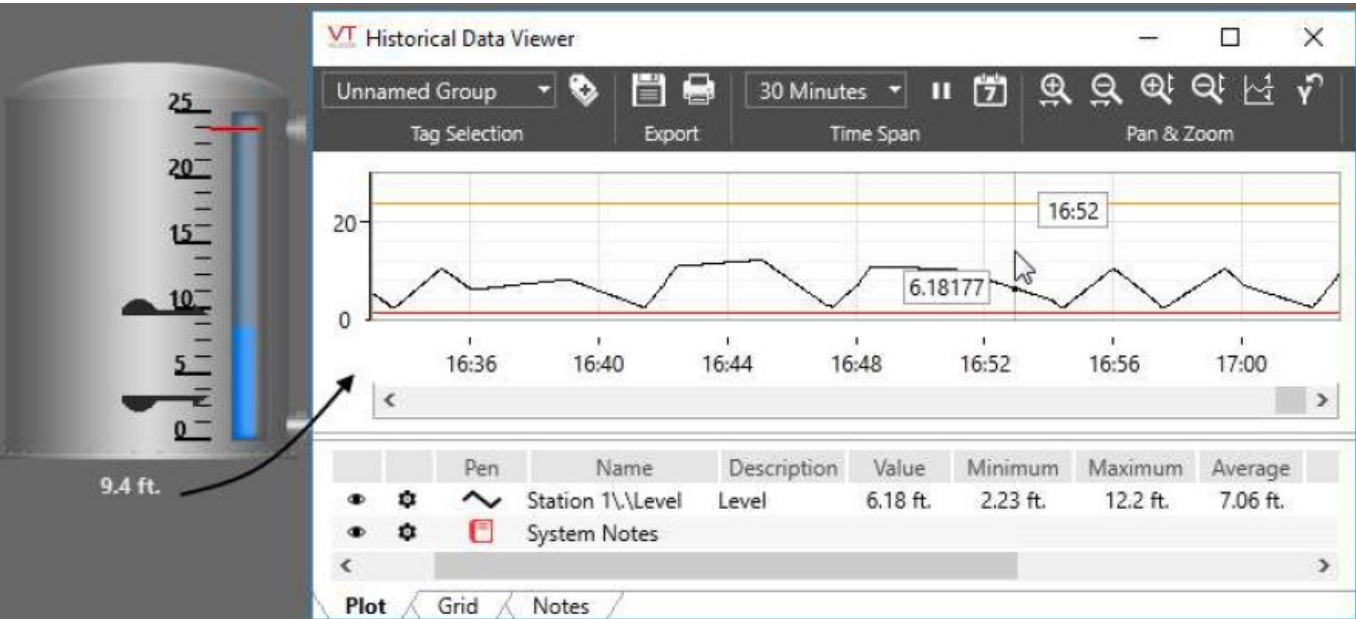 25
20
15
10
5
0
9.4 ft.
VT Historical Data Viewer
Unnamed Group
30 Minutes
7
Y
Tag Selection
Export
Time Span
Pan & Zoom
20
0
16:52
6.18177
16:36 16:40 16:44 16:48 16:52 16:56 17:00
Pen Name Description Value Minimum Maximum Average
Station 1\.\Level Level 6.18 ft. 2.23 ft. 12.2 ft. 7.06 ft.
System Notes
Plot Grid Notes